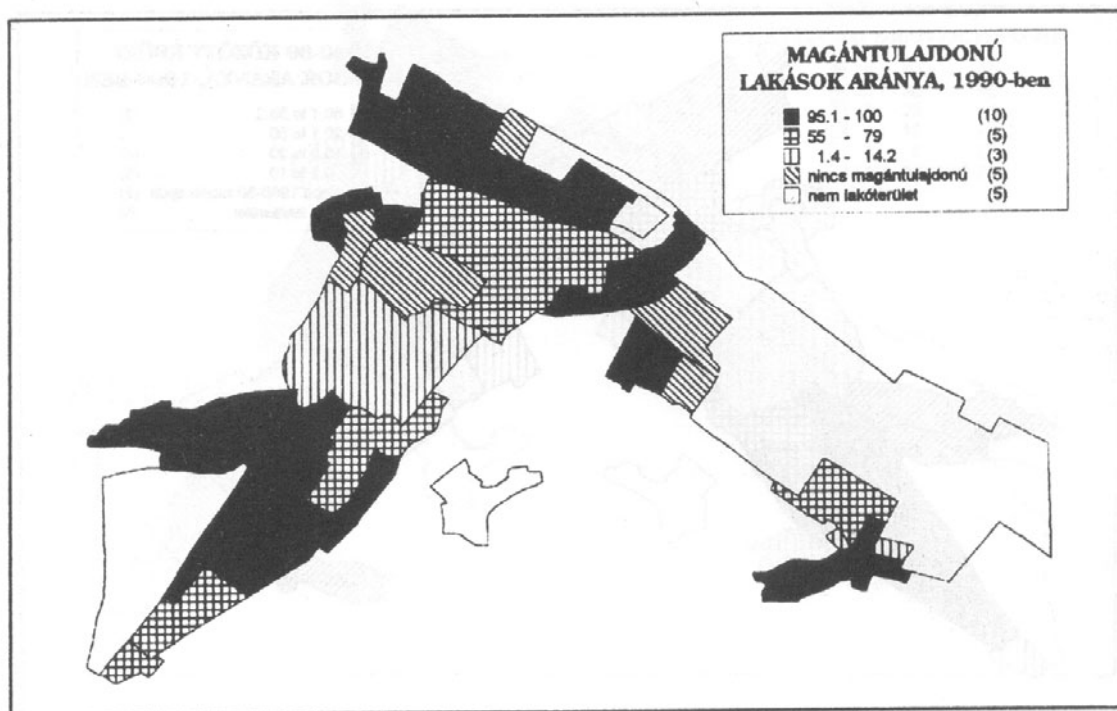 MAGÁNTULAJDONÚ
LAKÁSOK ARÁNYA, 1990-ben
95.1 - 100 (10)
55 - 79 (5)
1.4 - 14.2 (3)
nincs magántulajdonú (5)
nem lakóterület (5)